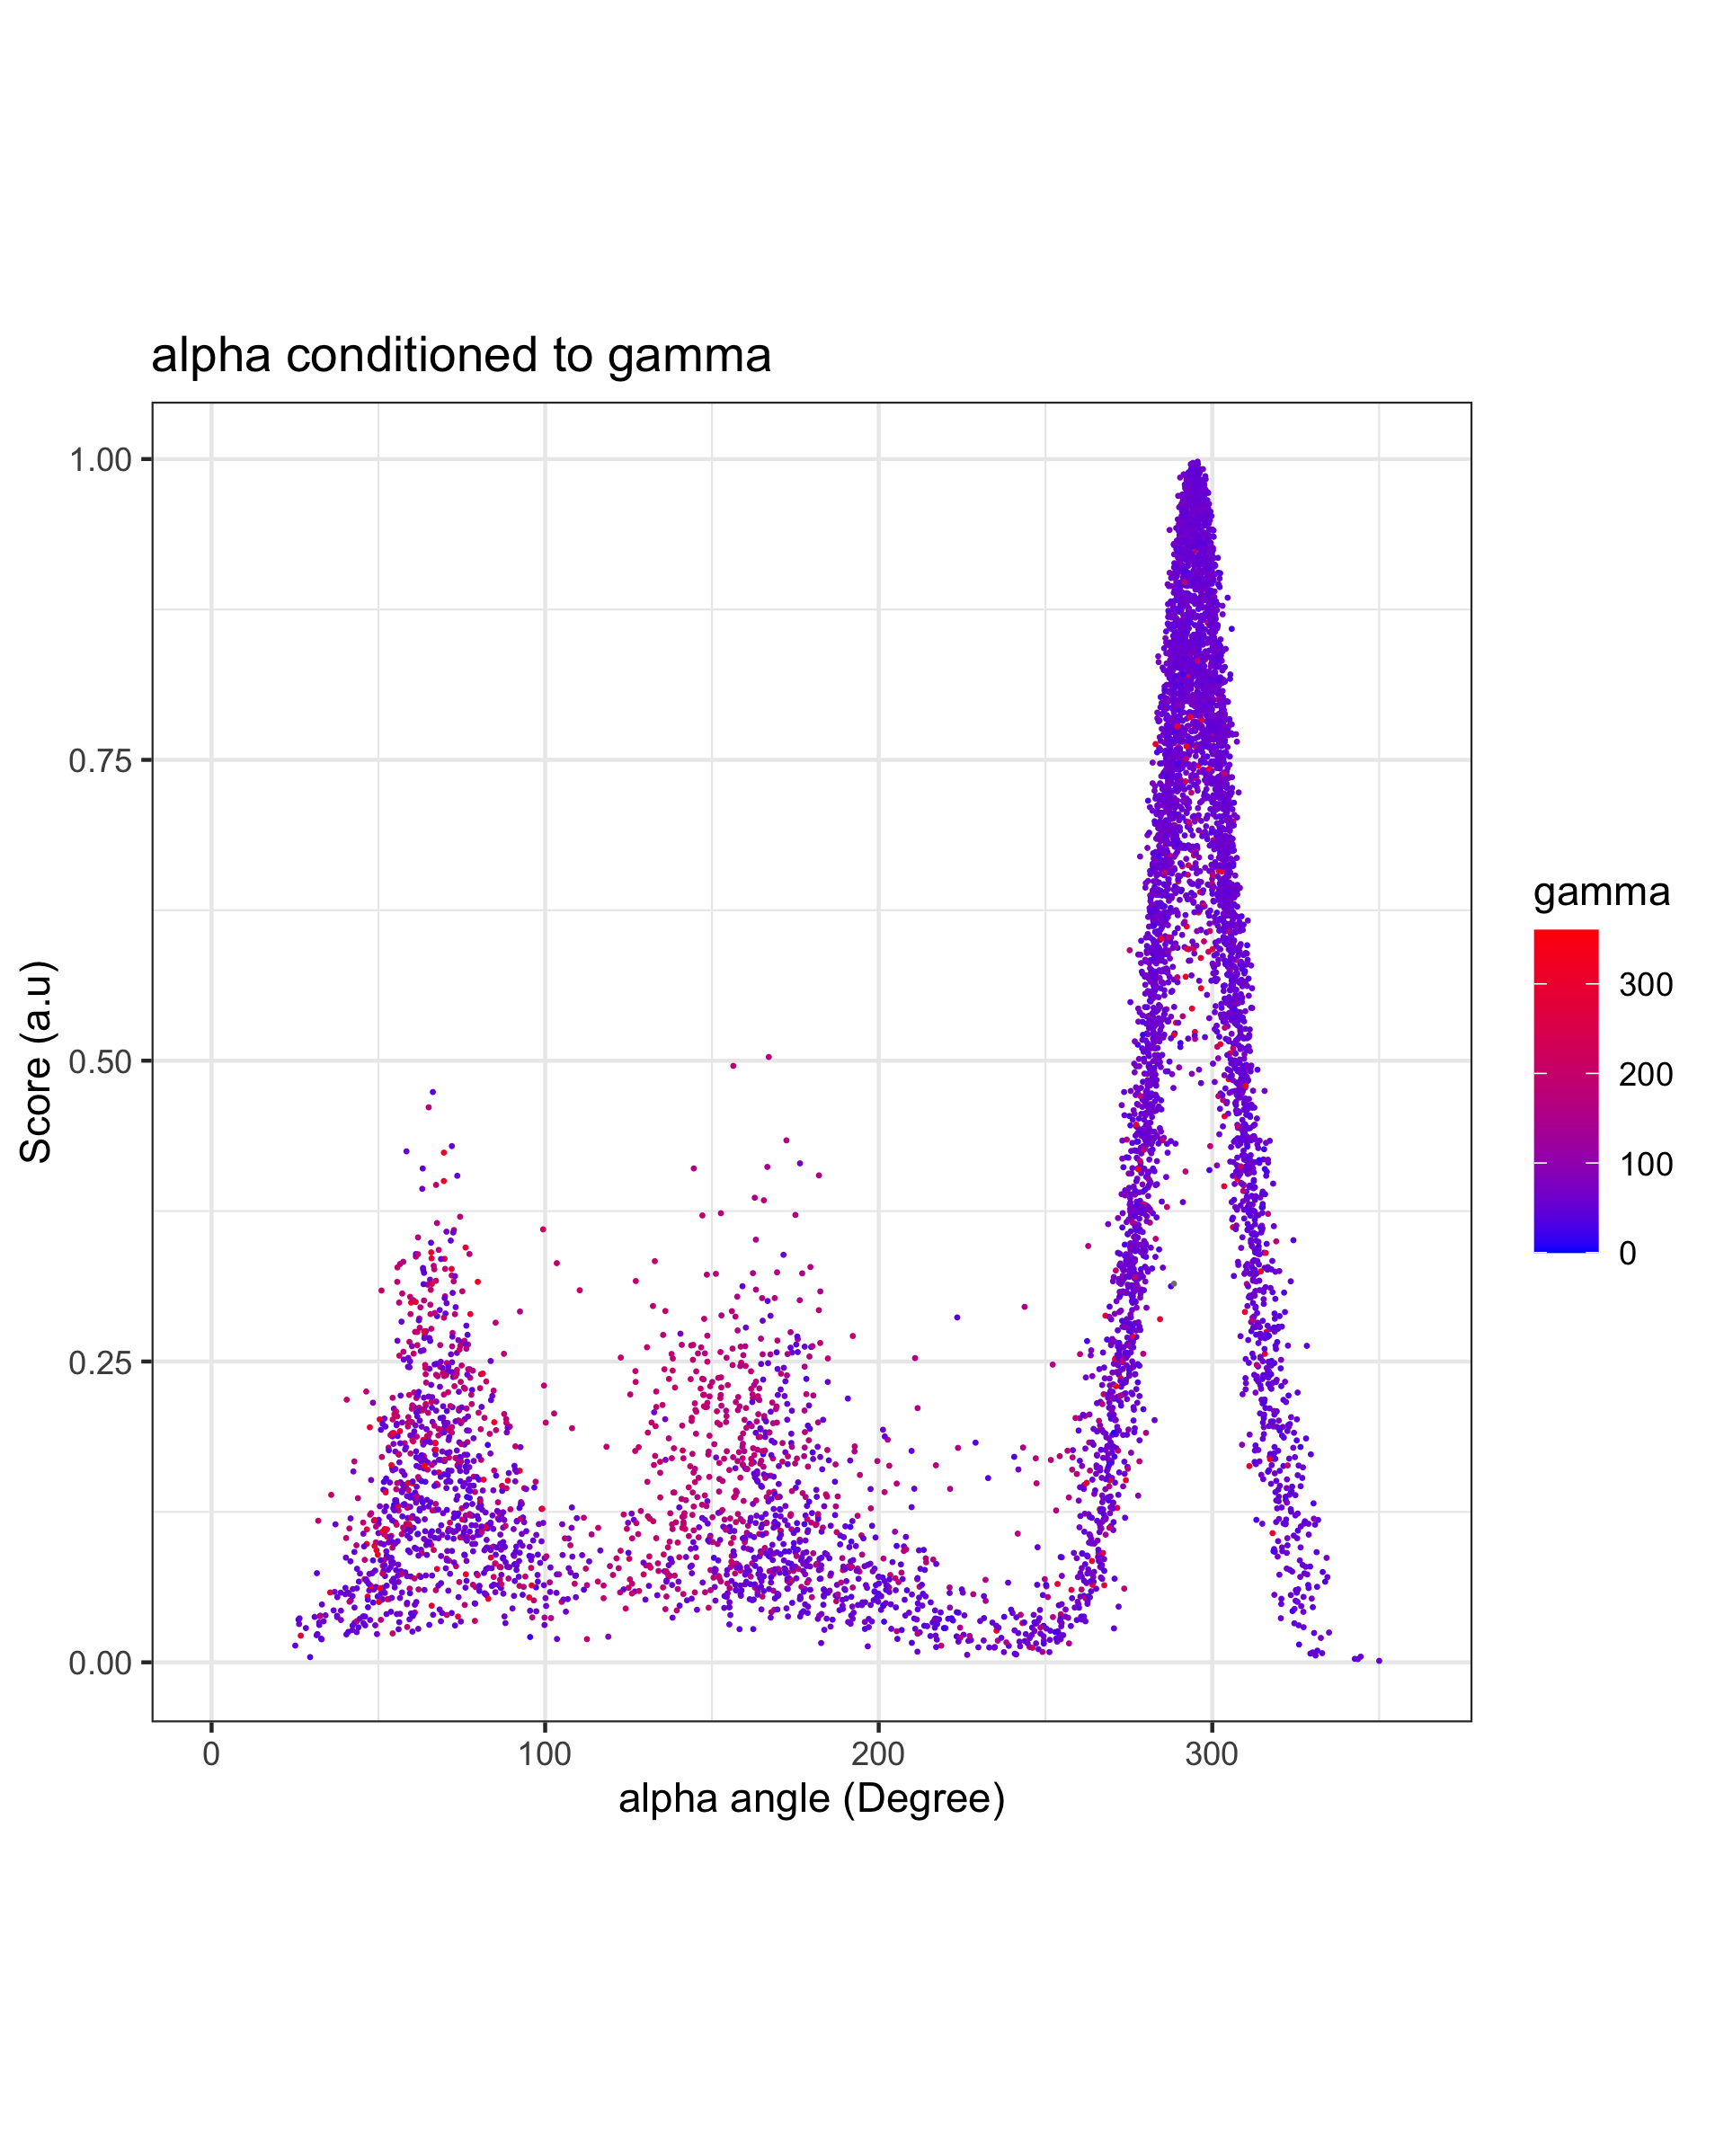 alpha conditioned to gamma
1.00
0.75
0.50
0.25
0.00
Score (a.u)
0 100 200 300
alpha angle (Degree)
gamma
300
200
100
0